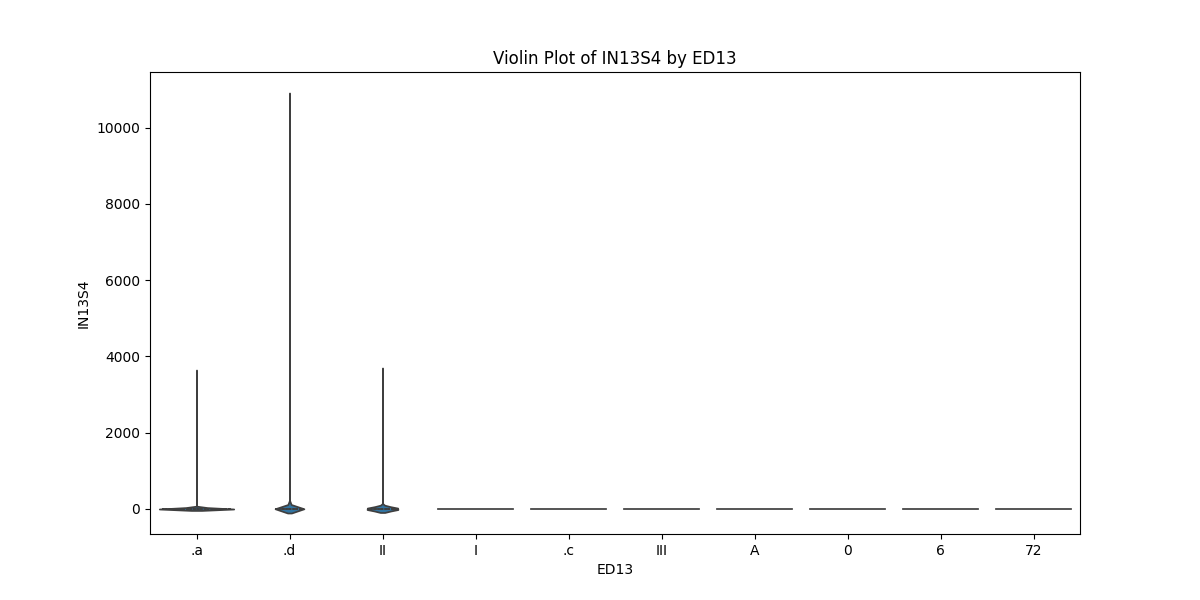 Violin Plot of IN13S4 by ED13
IN13S4
10000
8000
6000
4000
2000
0
.a .d II I .c III A 0 6 72
ED13